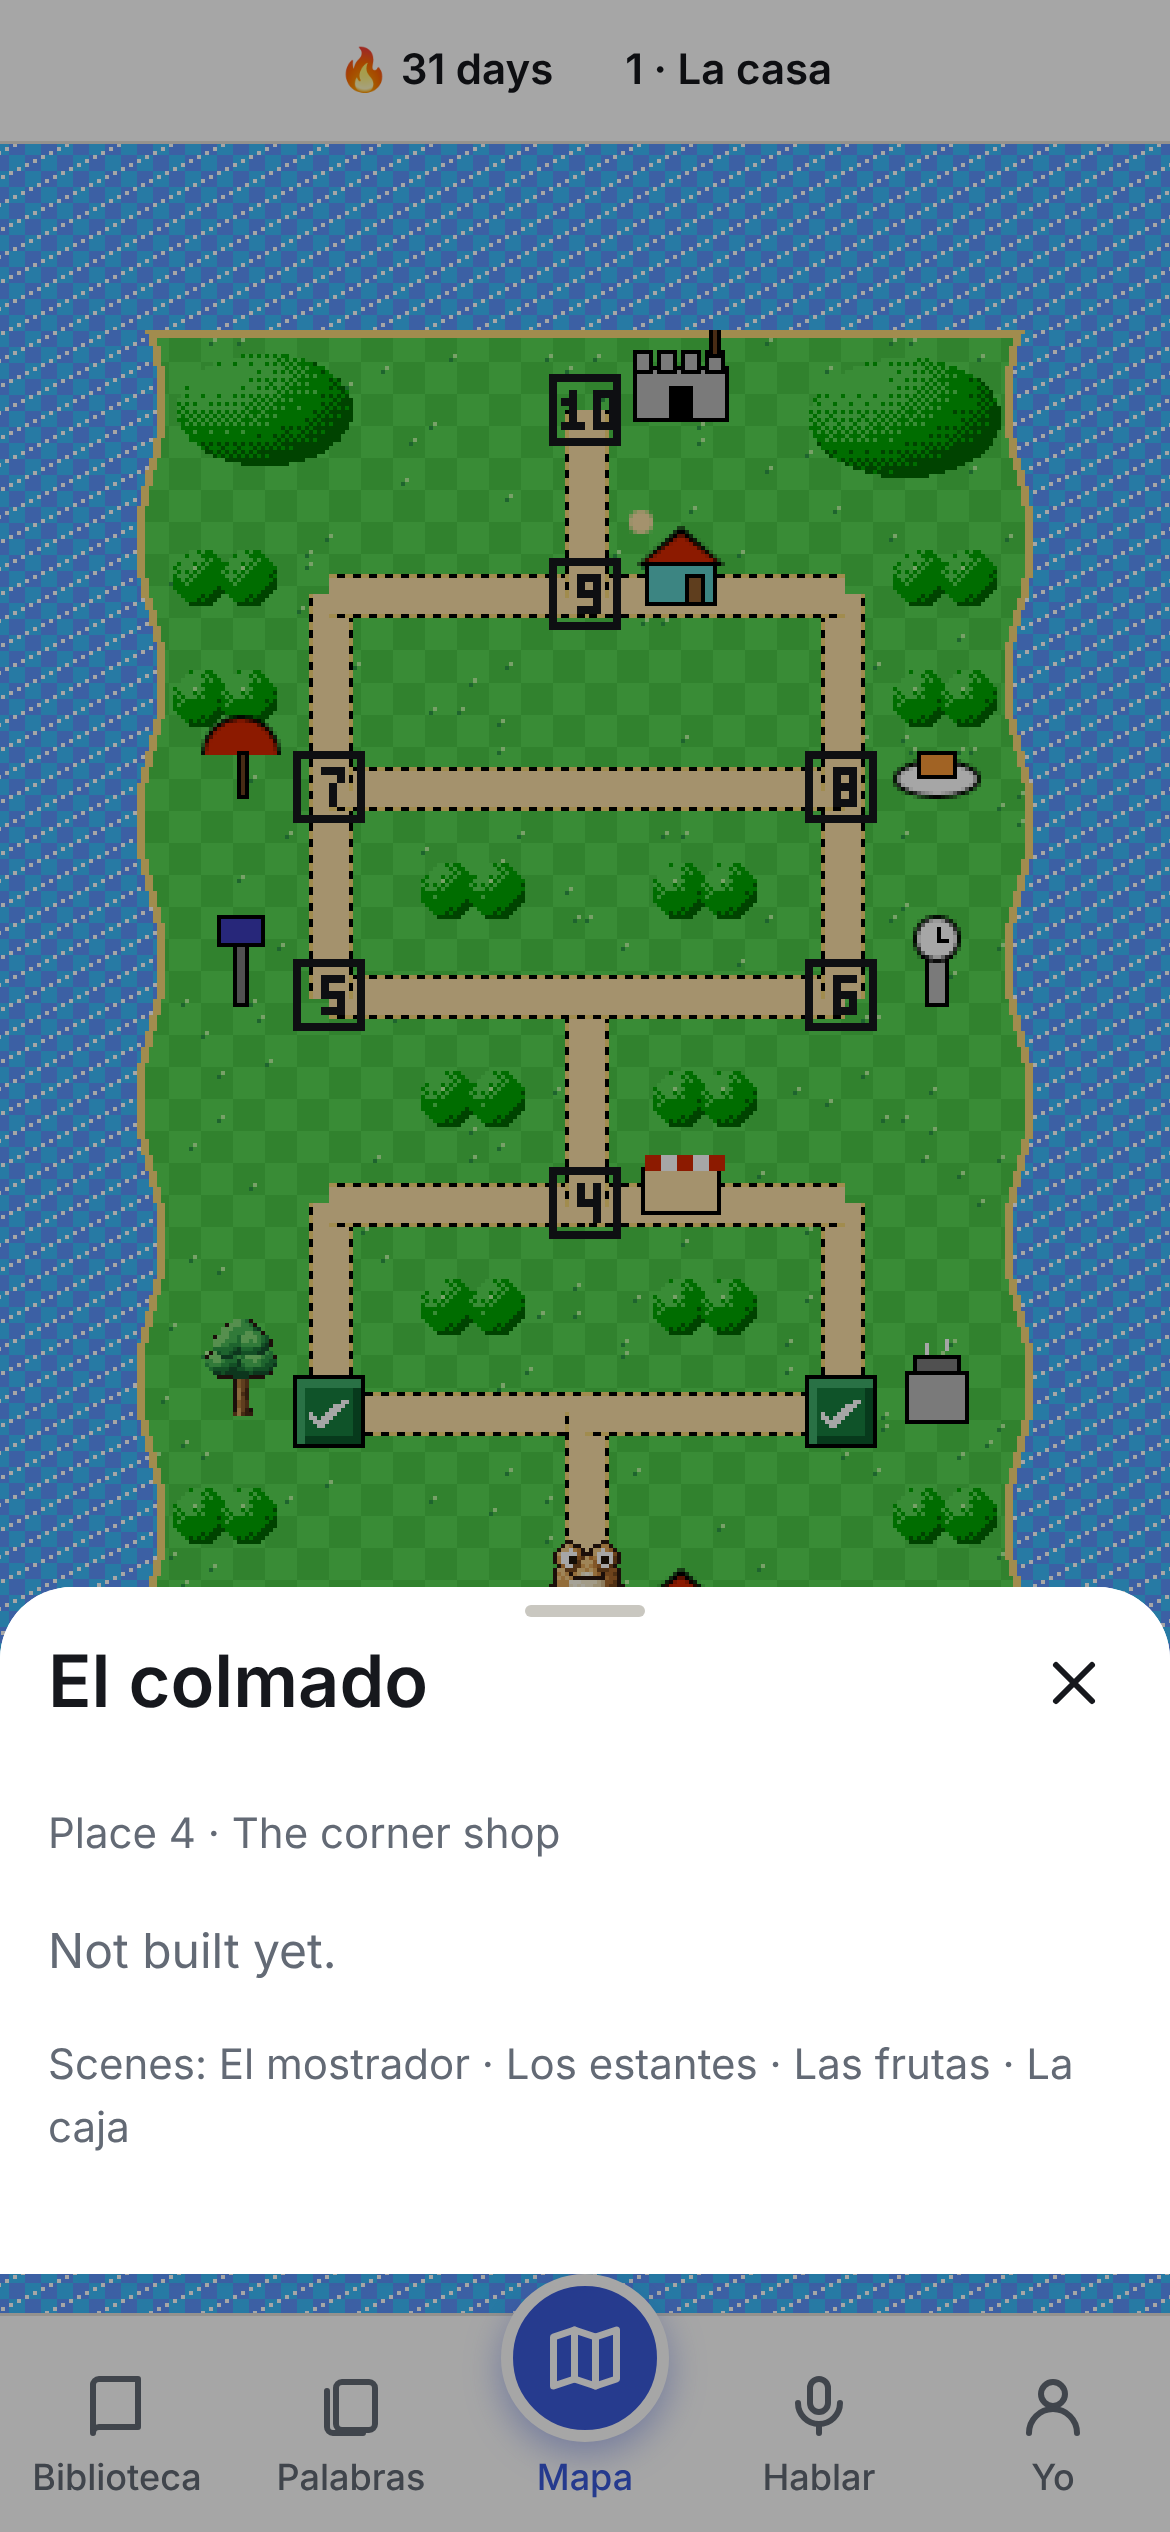 31 days
1 · La casa
10
9
7
8
5
6
4
El colmado
Place 4 · The corner shop
Not built yet.
Scenes: El mostrador · Los estantes · Las frutas · La
caja
Biblioteca
Palabras
Mapa
Hablar
Yo